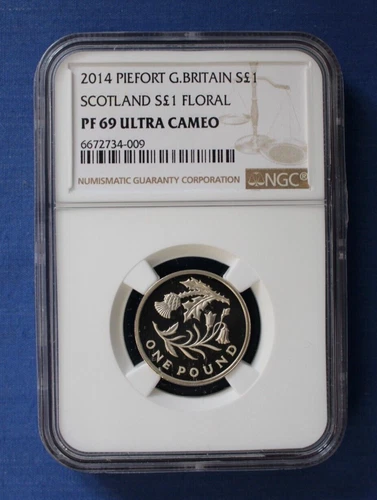 2014 PIEFORT G.BRITAIN S£1
SCOTLAND S£1 FLORAL
PF 69 ULTRA CAMEO
6672734-009
NUMISMATIC GUARANTY CORPORATION
NGC®
ONE POUND